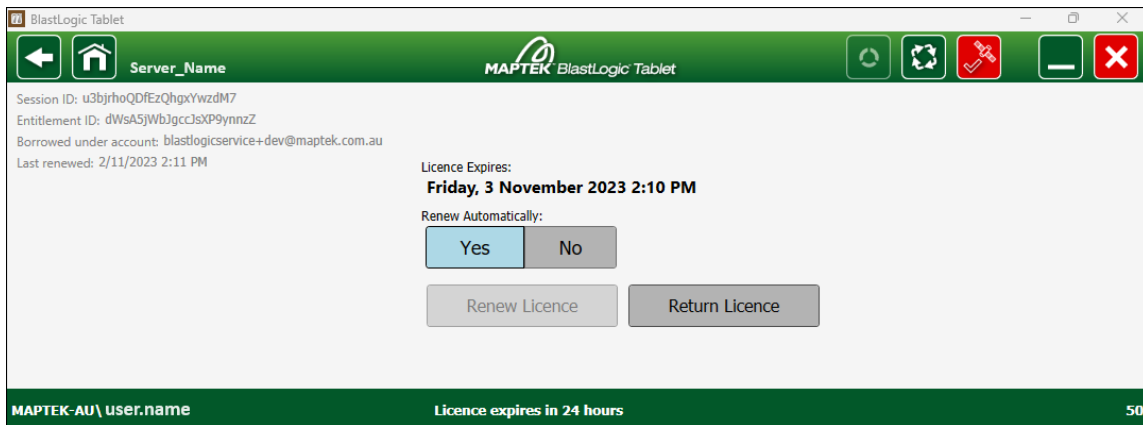 BlastLogic Tablet
Server_Name
MAPTEK BlastLogic Tablet
Session ID: u3bjrhoQDfEzQhgxYwzdM7
Entitlement ID: dWsA5jWbJgccJsXP9ynnzZ
Borrowed under account: blastlogicservice+dev@maptek.com.au
Last renewed: 2/11/2023 2:11 PM
Licence Expires:
Friday, 3 November 2023 2:10 PM
Renew Automatically:
Yes No
Renew Licence Return Licence
MAPTEK-AU\user.name Licence expires in 24 hours 50